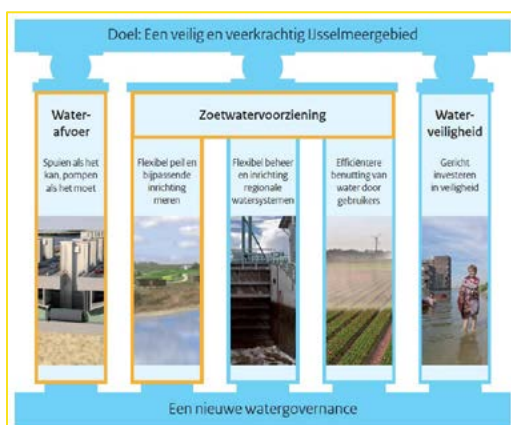 Doel: Een veilig en veerkrachtig IJsselmeergebied
Water-
afvoer
Spuien als het
kan, pompen
als het moet
Zoetwatervoorziening
Flexibel peil en
bijpassende
inrichting
meren
Flexibel beheer
en inrichting
regionale
watersystemen
Efficiëntere
benutting van
water door
gebruikers
Water-
veiligheid
Gericht
investeren
in veiligheid
Een nieuwe watergovernance